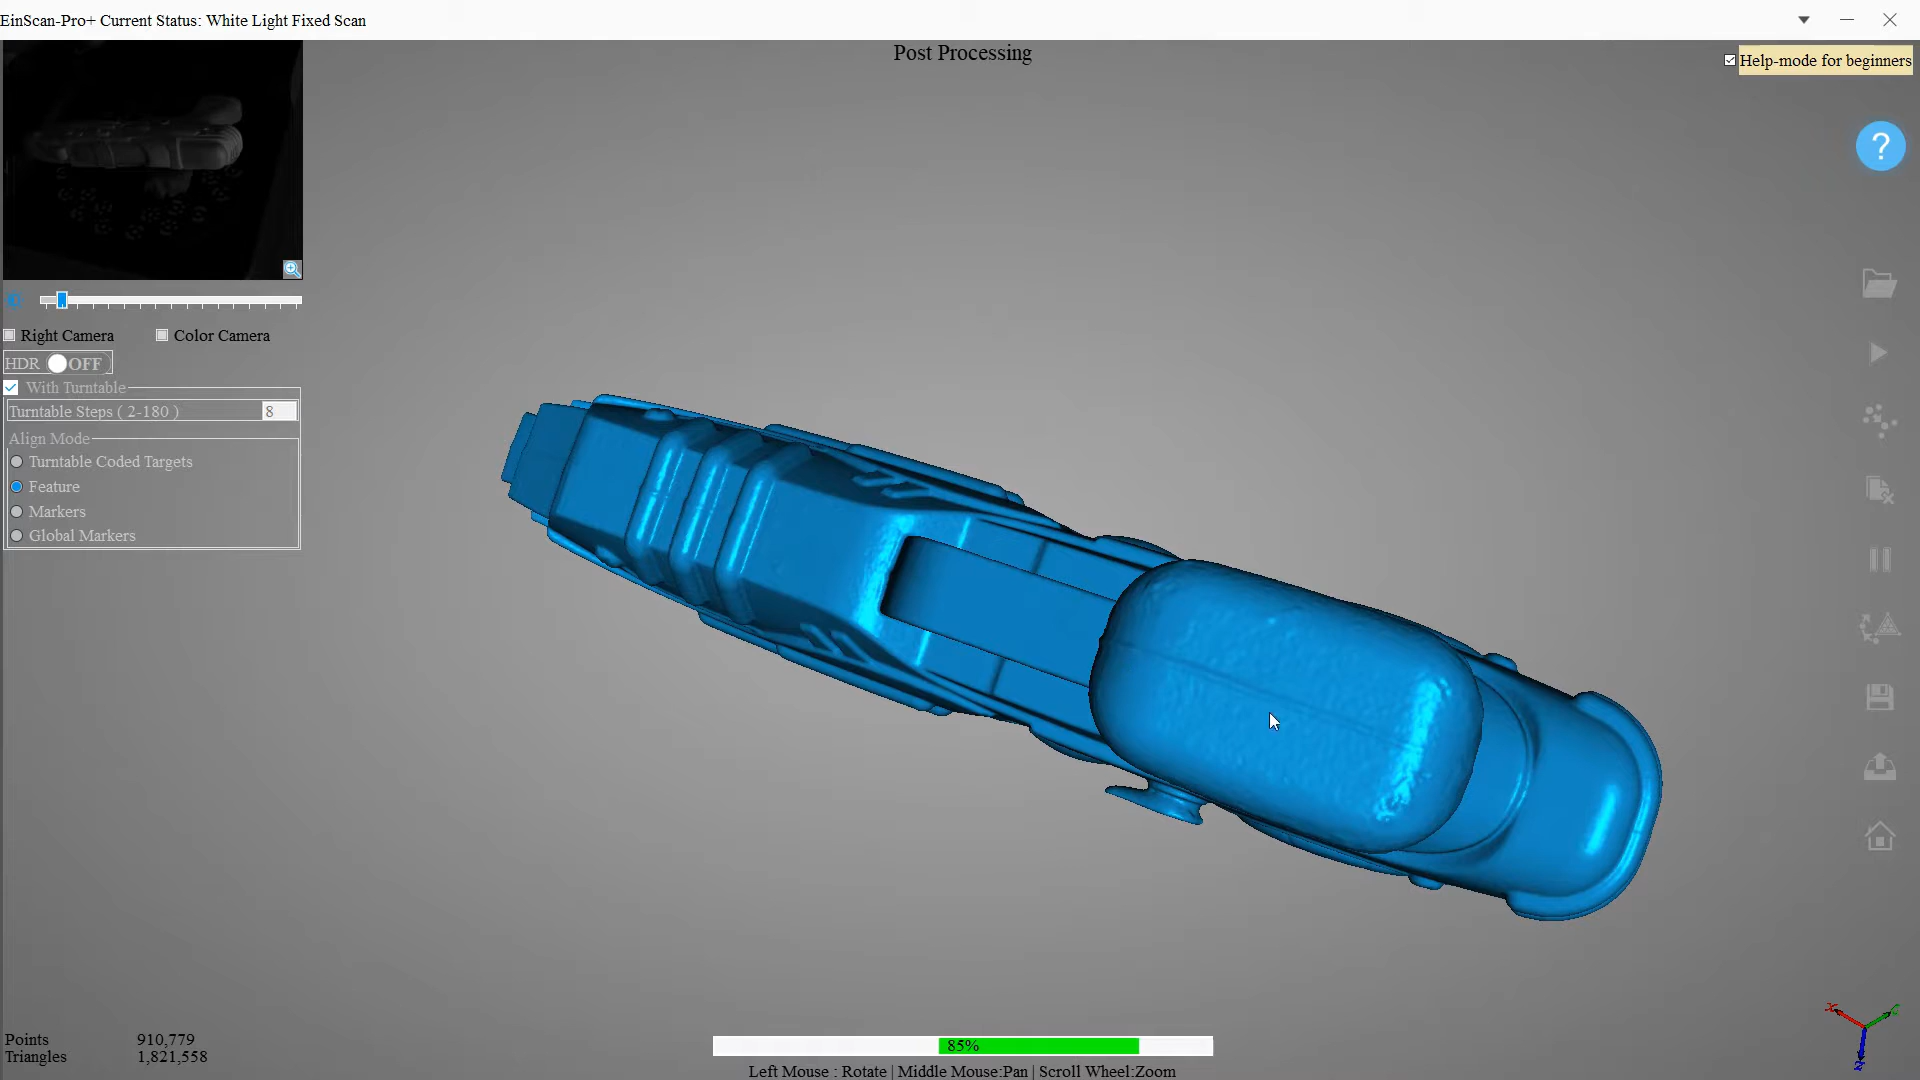 EinScan-Pro+ Current Status: White Light Fixed Scan
Post Processing
Help-mode for beginners
?
Right Camera
Color Camera
HDR OFF
With Turntable
Turntable Steps ( 2-180 ) 8
Align Mode
Turntable Coded Targets
Feature
Markers
Global Markers
Points 910,779
Triangles 1,821,558
85%
Left Mouse : Rotate | Middle Mouse:Pan | Scroll Wheel:Zoom